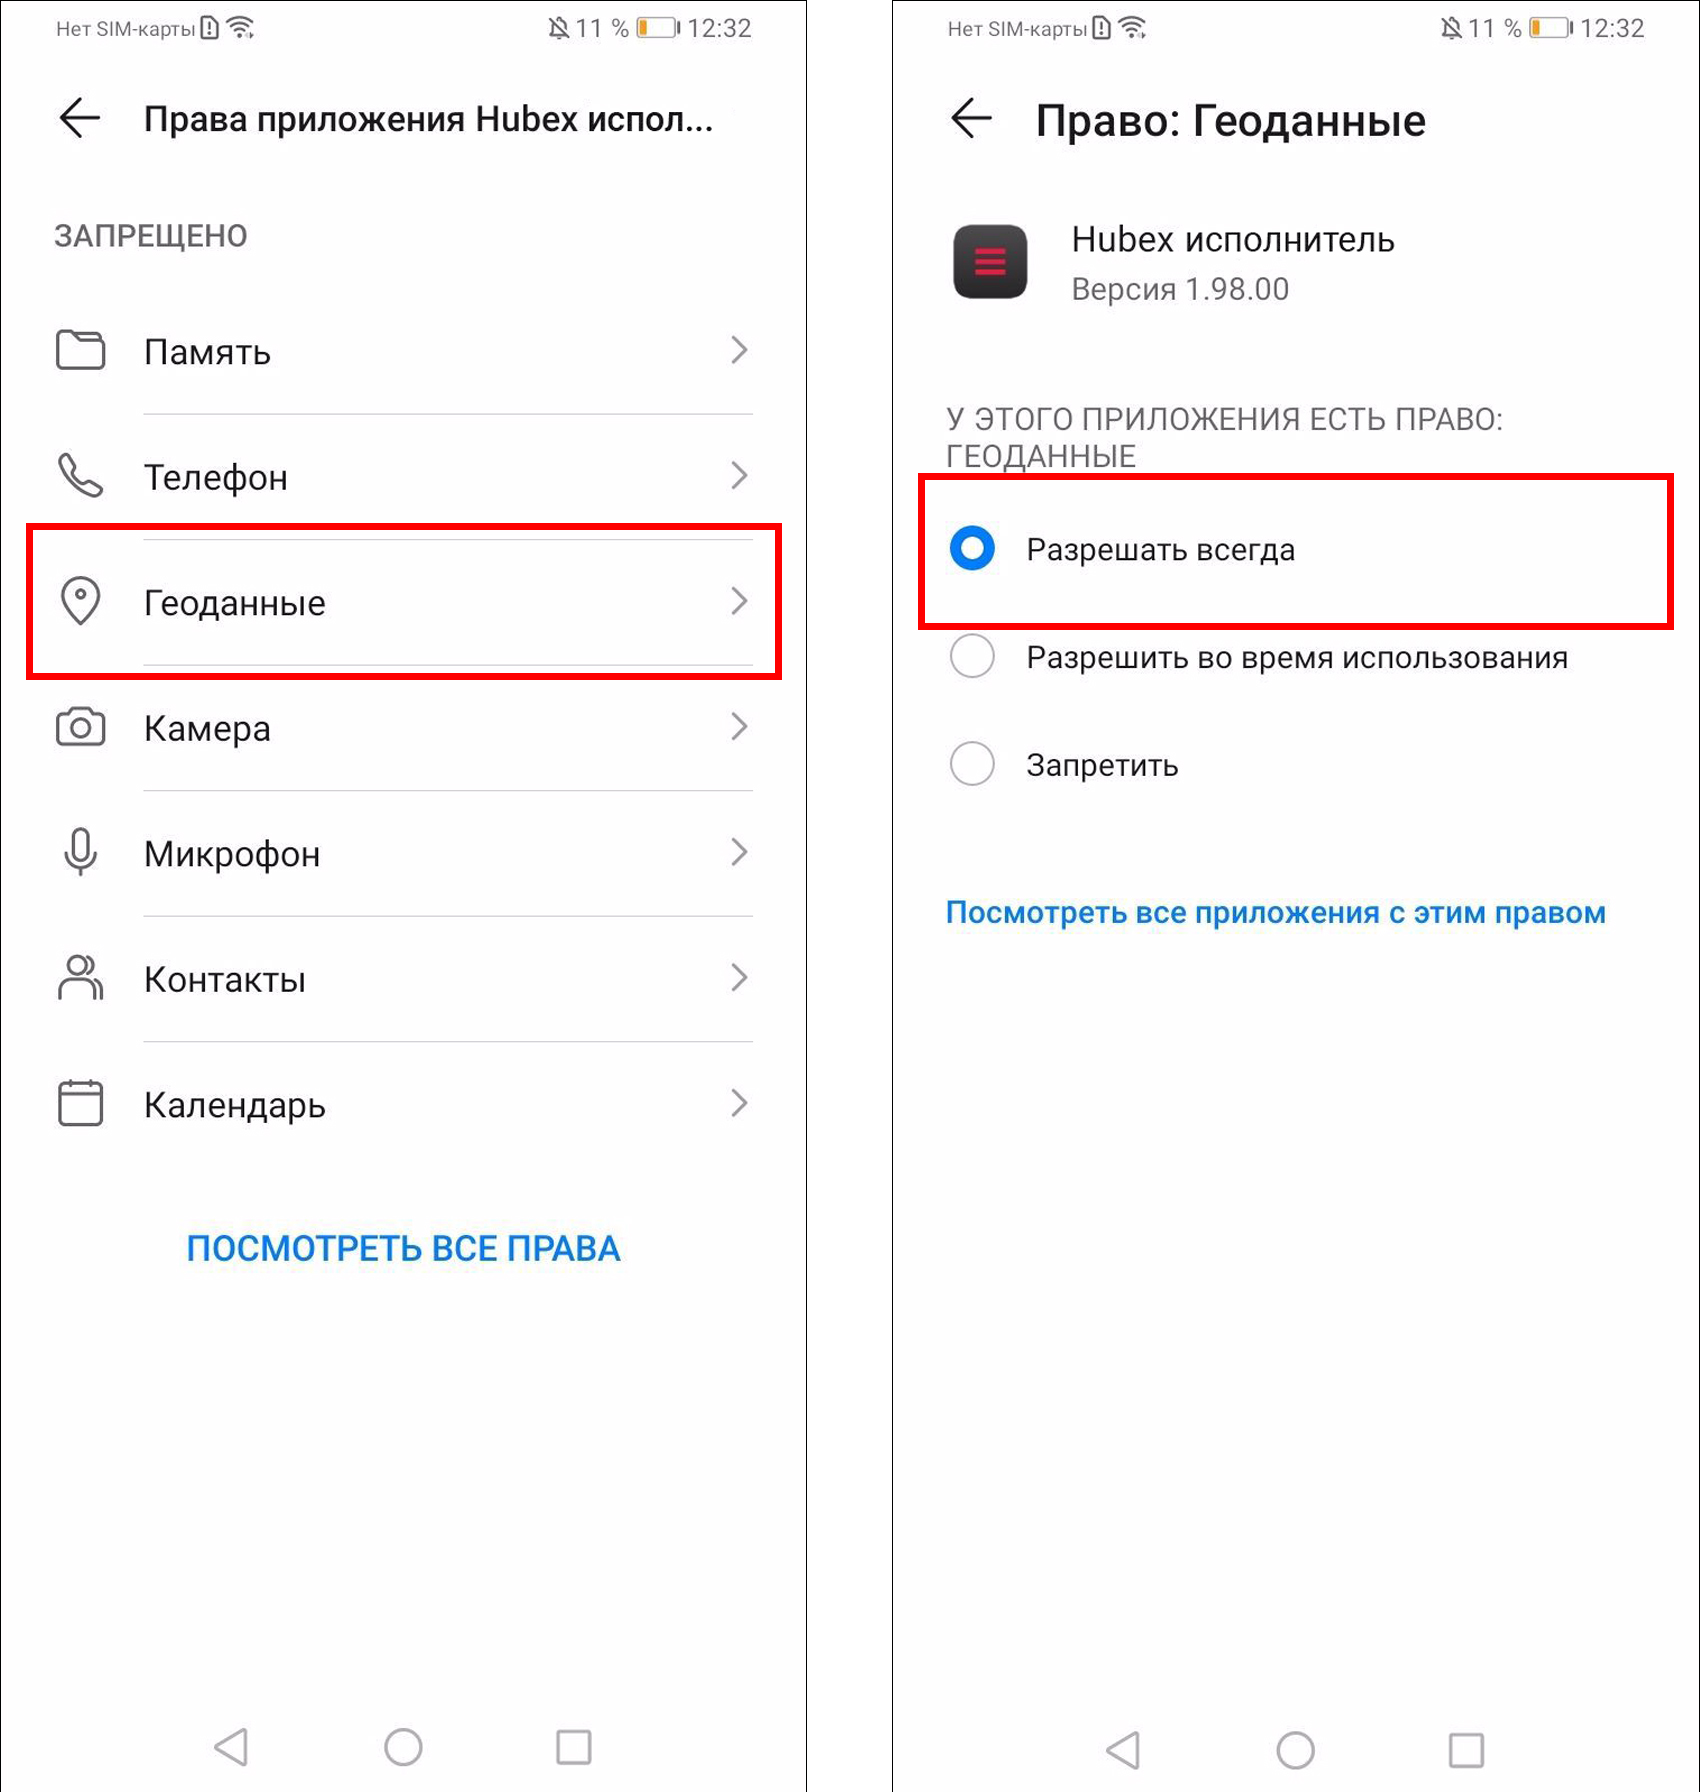 Нет SIM-карты 11 % 12:32
Права приложения Hubex испол...
ЗАПРЕЩЕНО
Память
Телефон
Геоданные
Камера
Микрофон
Контакты
Календарь
ПОСМОТРЕТЬ ВСЕ ПРАВА
Нет SIM-карты 11 % 12:32
Право: Геоданные
Hubex исполнитель
Версия 1.98.00
У ЭТОГО ПРИЛОЖЕНИЯ ЕСТЬ ПРАВО:
ГЕОДАННЫЕ
Разрешать всегда
Разрешить во время использования
Запретить
Посмотреть все приложения с этим правом